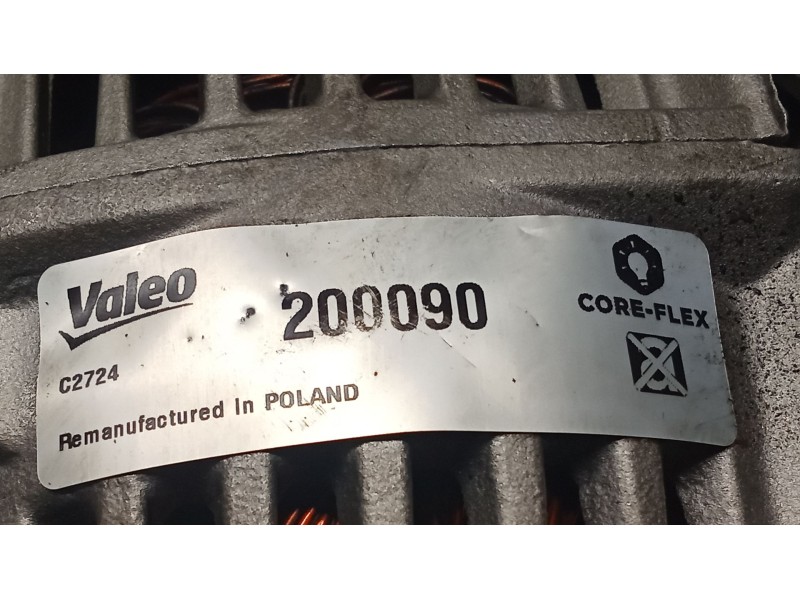 Valeo
200090
CORE-FLEX
C2724
Remanufactured In POLAND